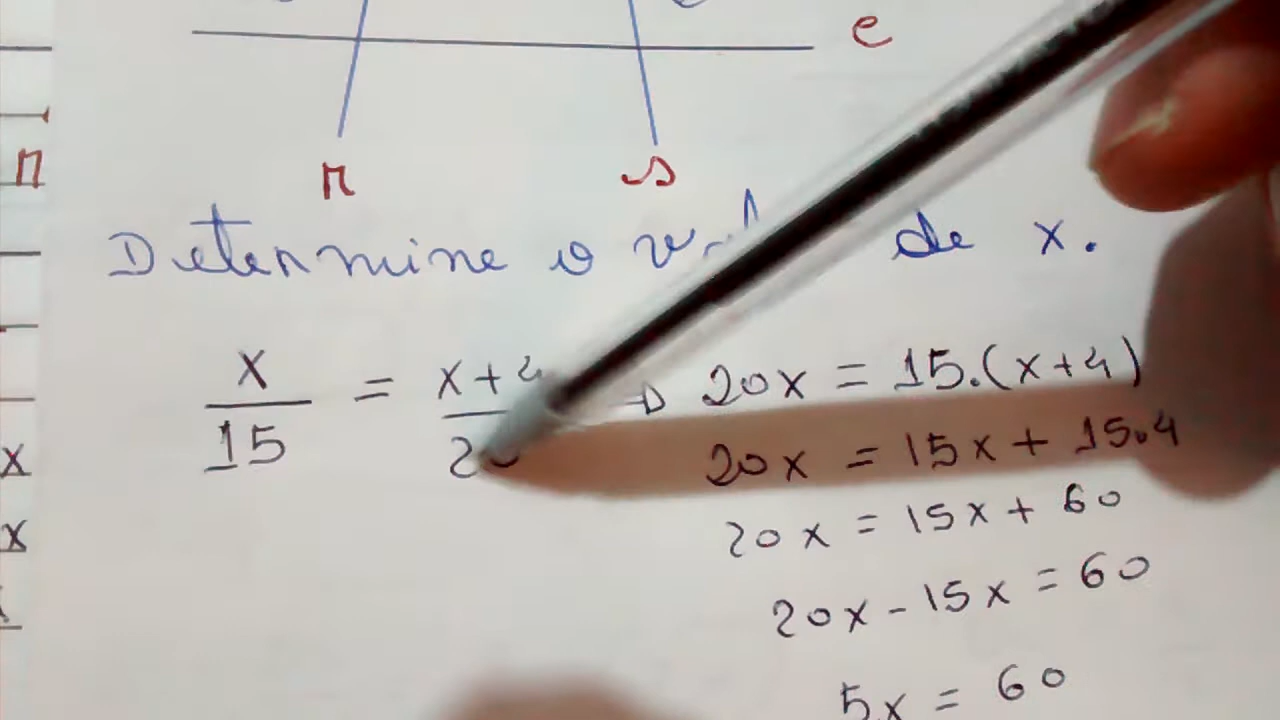 e
r s
n
Determine o de x.
x/15 = x+4/20 → 20x = 15.(x+4)
20x = 15x + 15.4
x
20x = 15x + 60
x
20x - 15x = 60
5x = 60